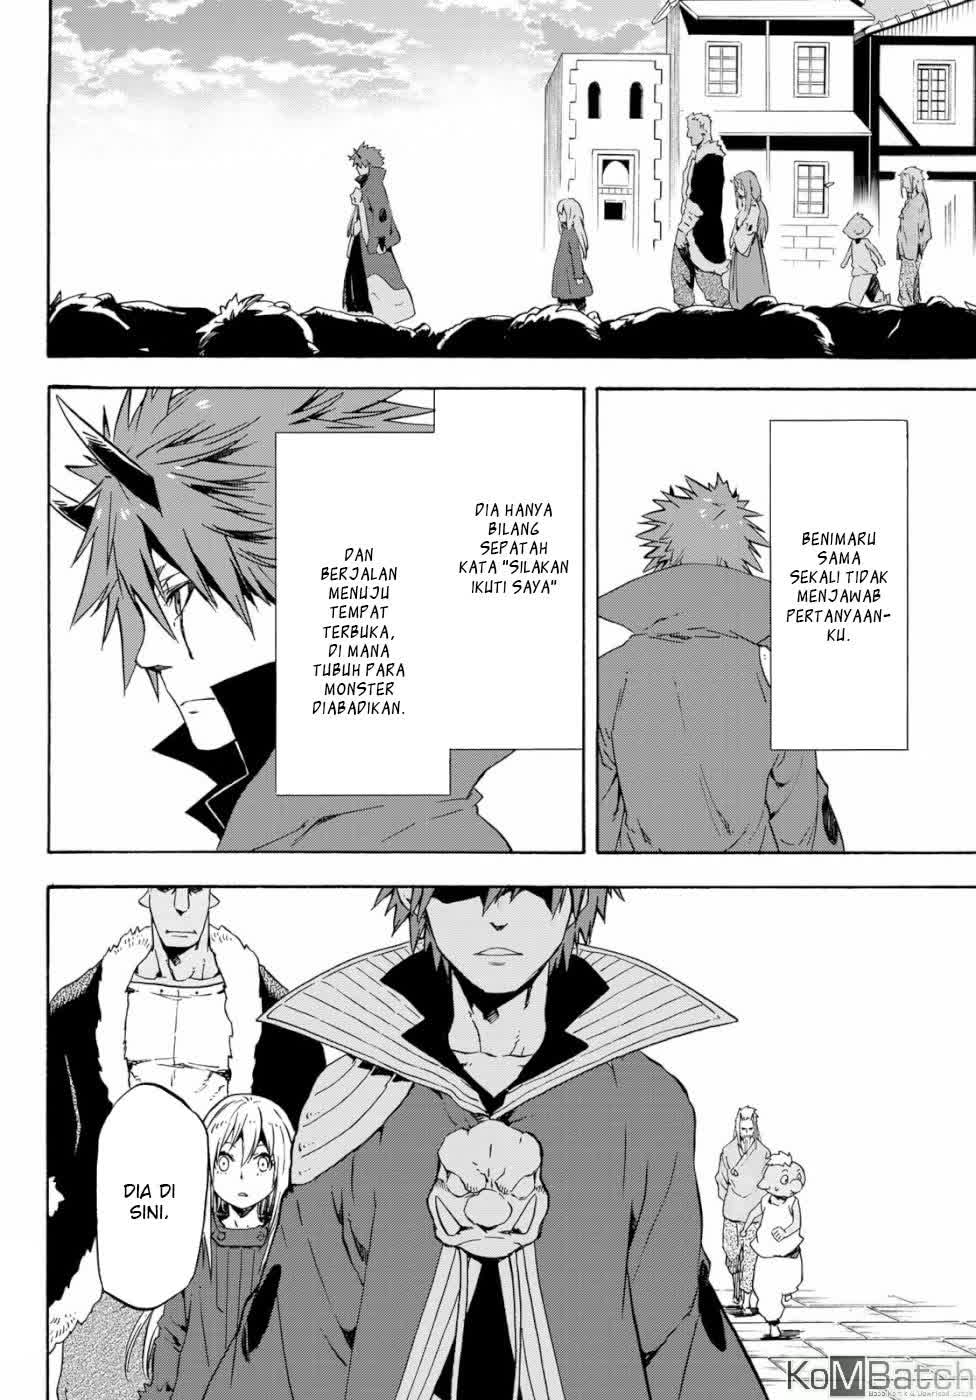 BENIMARU
SAMA
SEKALI TIDAK
MENJAWAB
PERTANYAAN-
KU.
DIA HANYA
BILANG
SEPATAH
KATA "SILAKAN
IKUTI SAYA"
DAN
BERJALAN
MENUJU
TEMPAT
TERBUKA,
DI MANA
TUBUH PARA
MONSTER
DIABADIKAN.
DIA DI
SINI.
KoMBatch